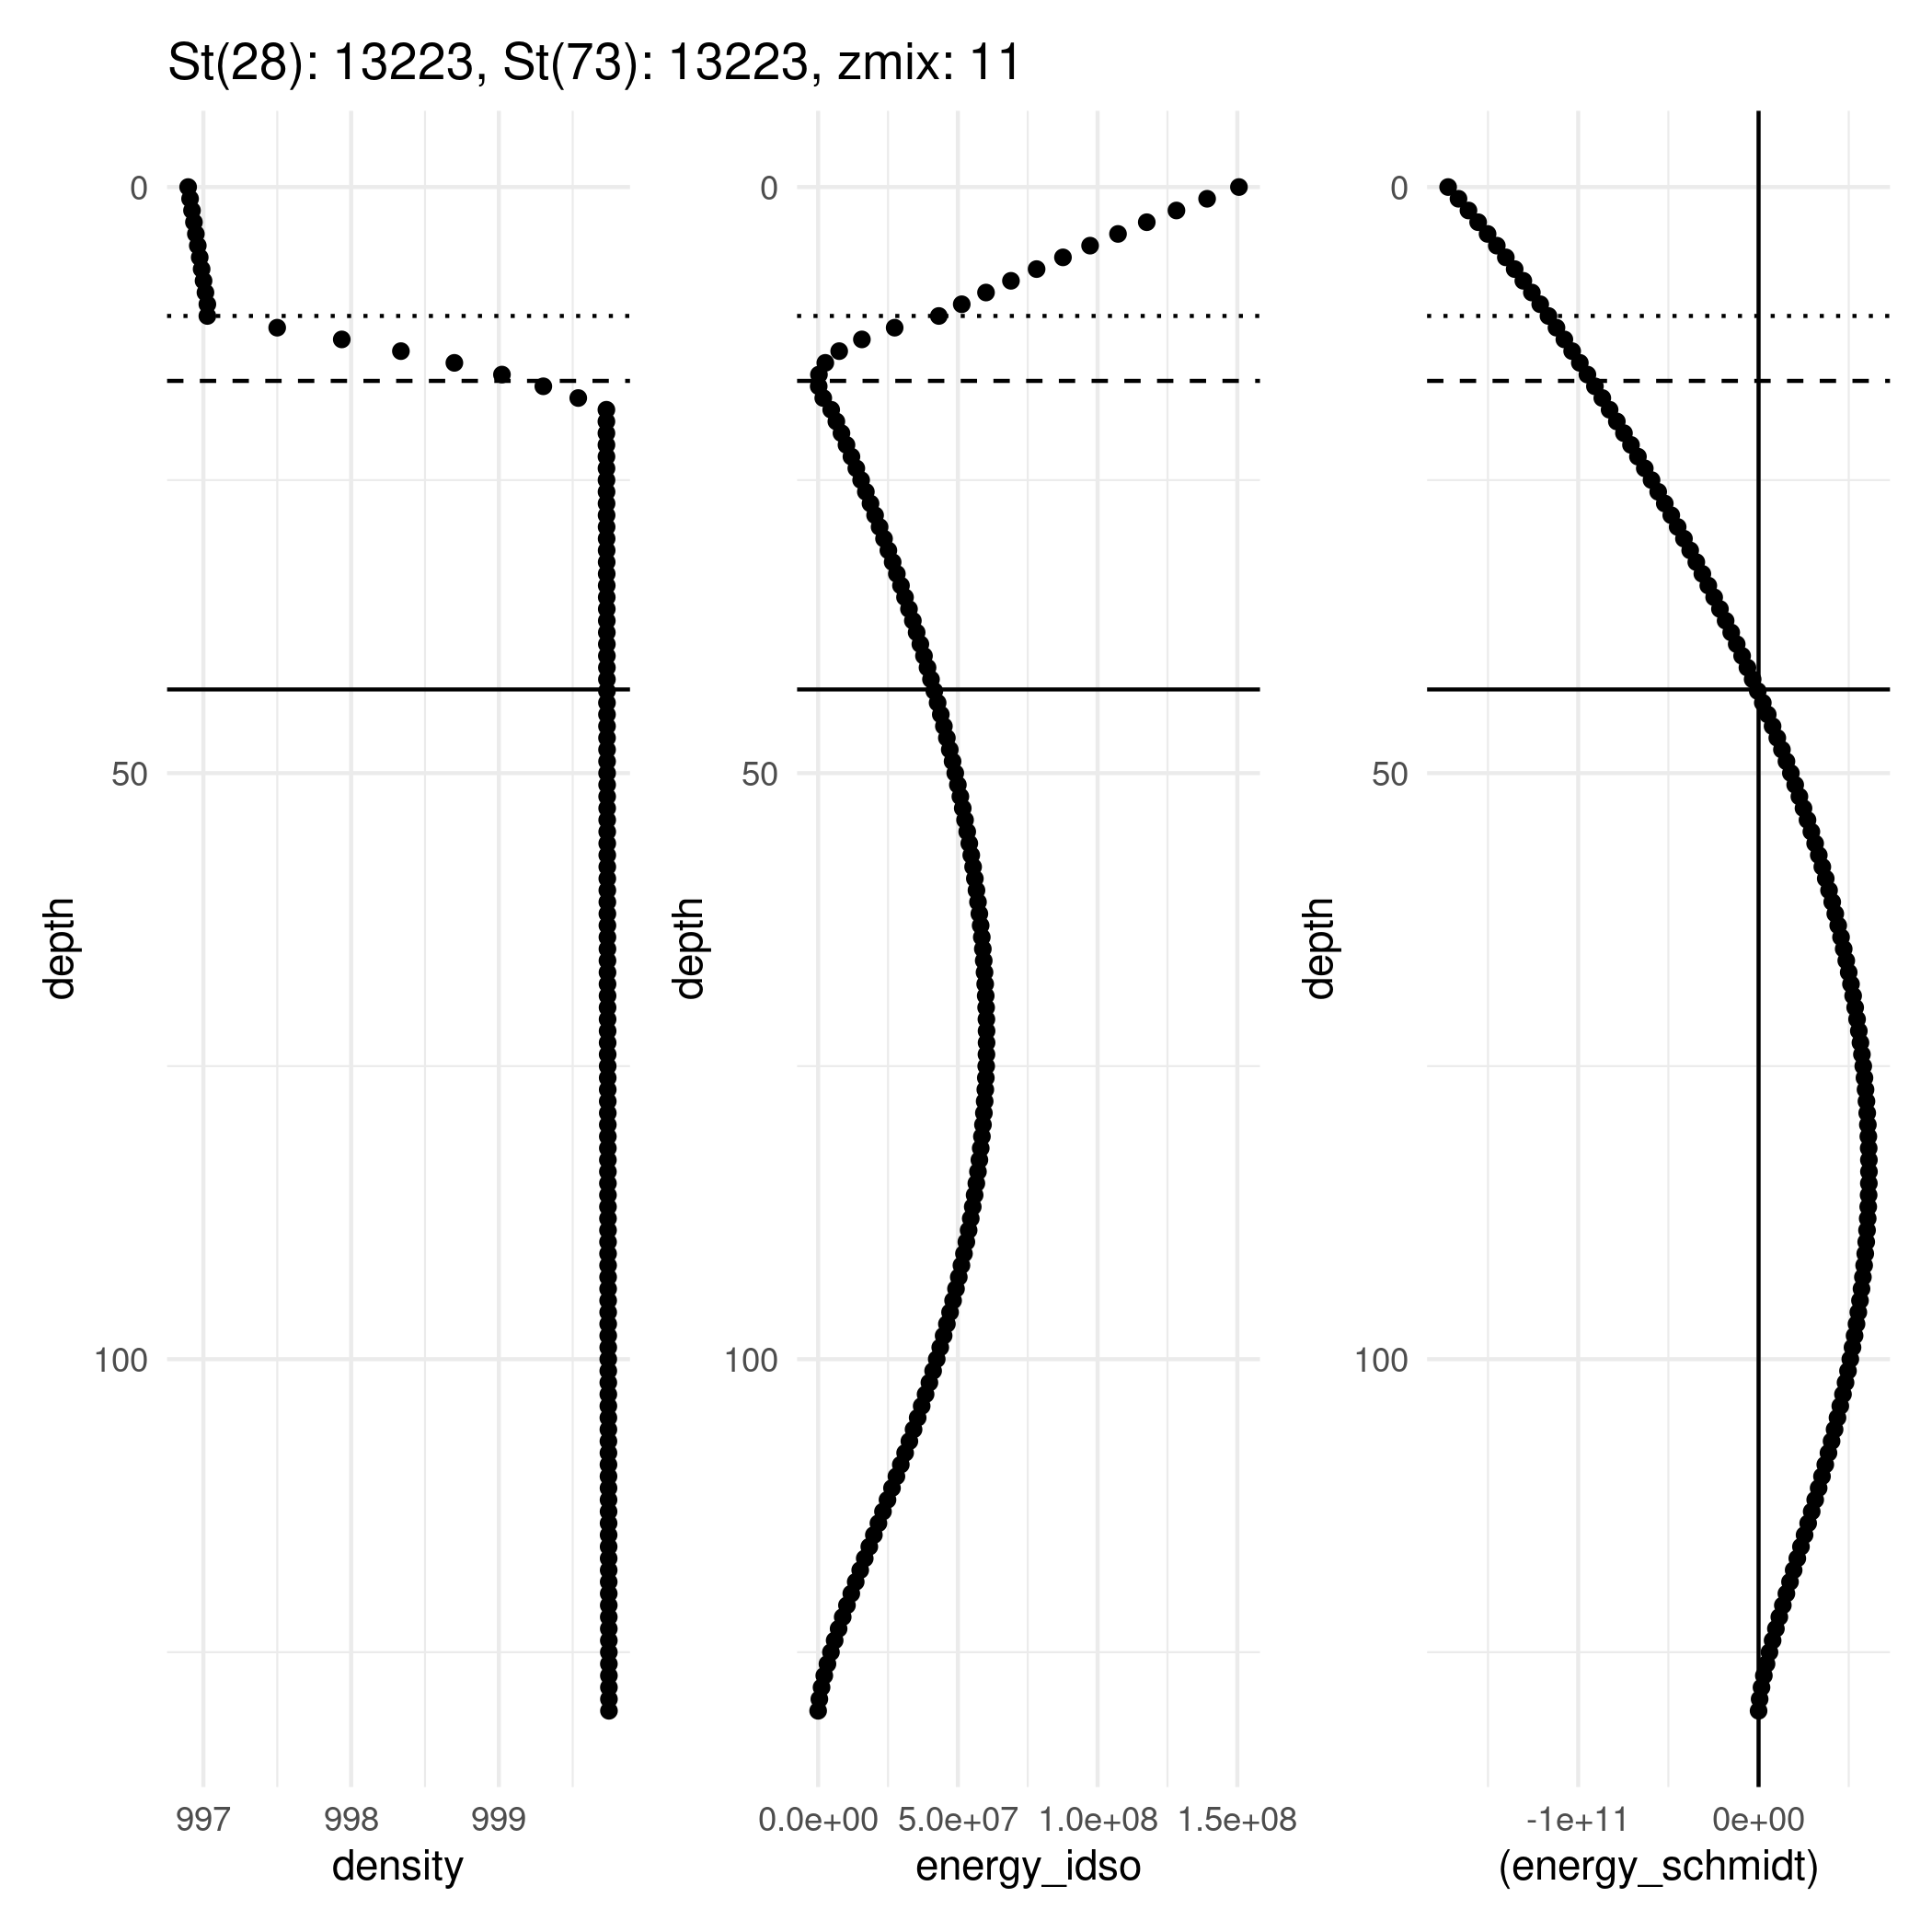 St(28): 13223, St(73): 13223, zmix: 11
0
50
100
depth
997 998 999
density
0
50
100
depth
0.0e+00 5.0e+07 1.0e+08 1.5e+08
energy_idso
0
50
100
depth
-1e+11 0e+00
(energy_schmidt)